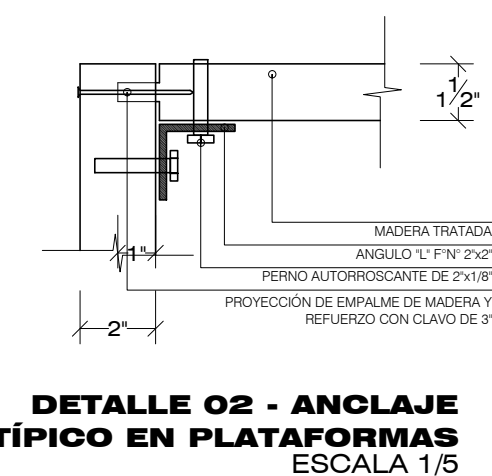 1
1/2"
1"
MADERA TRATADA
ANGULO "L" F°N° 2"x2"
PERNO AUTORROSCANTE DE 2"x1/8"
PROYECCIÓN DE EMPALME DE MADERA Y
REFUERZO CON CLAVO DE 3"
2"
DETALLE 02 - ANCLAJE
TÍPICO EN PLATAFORMAS
ESCALA 1/5